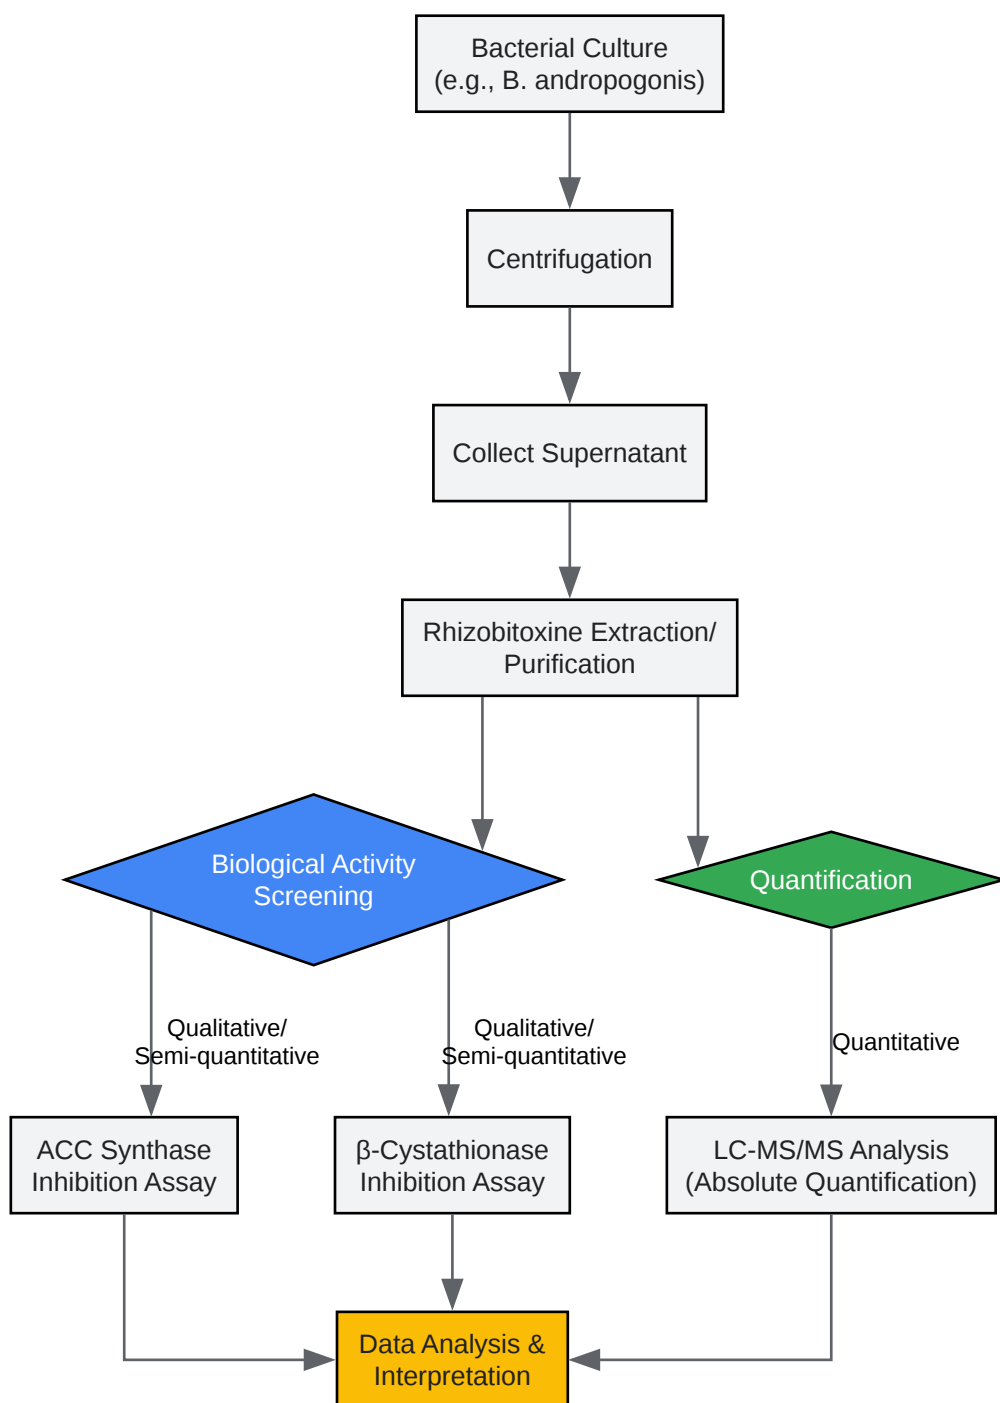 Bacterial Culture
(e.g., B. andropogonis)
Centrifugation
Collect Supernatant
Rhizobitoxine Extraction/
Purification
Biological Activity
Screening
Quantification
Qualitative/
Semi-quantitative
Qualitative/
Semi-quantitative
Quantitative
ACC Synthase
Inhibition Assay
β-Cystathionase
Inhibition Assay
LC-MS/MS Analysis
(Absolute Quantification)
Data Analysis &
Interpretation